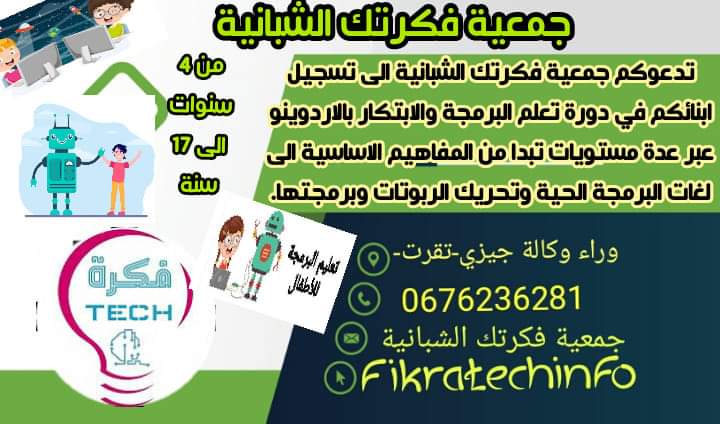 جمعية فكرتك الشبانية
تدعوكم جمعية فكرتك الشبانية الى تسجيل
ابنائكم في دورة تعلم البرمجة والابتكار بالاردوينو
عبر عدة مستويات تبدا من المفاهيم الاساسية الى
لغات البرمجة الحية وتحريك الربوتات وبرمجتها.
من 4
سنوات
الى 17
سنة
تعليم البرمجة
للأطفال
فكرة
TECH
وراء وكالة جيزي-تقرت-
0676236281
جمعية فكرتك الشبانية
Fikratechinfo